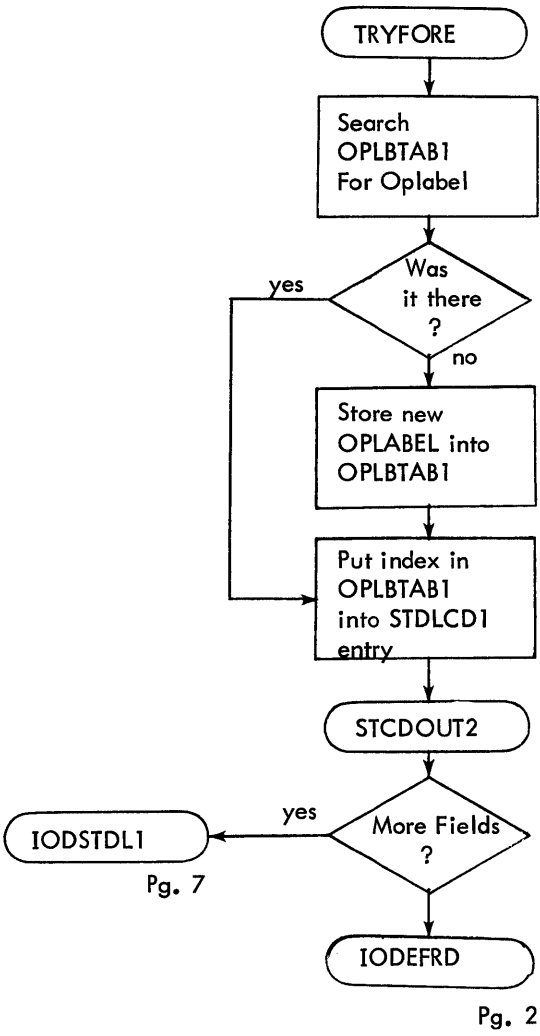 TRYFORE
Search
OPLBTAB1
For Oplabel
Was
it there
?
yes
no
Store new
OPLABEL into
OPLBTAB1
Put index in
OPLBTAB1
into STDLCD1
entry
STCDOUT2
More Fields
?
yes
IODSTDL1
Pg. 7
IODEFRD
Pg. 2